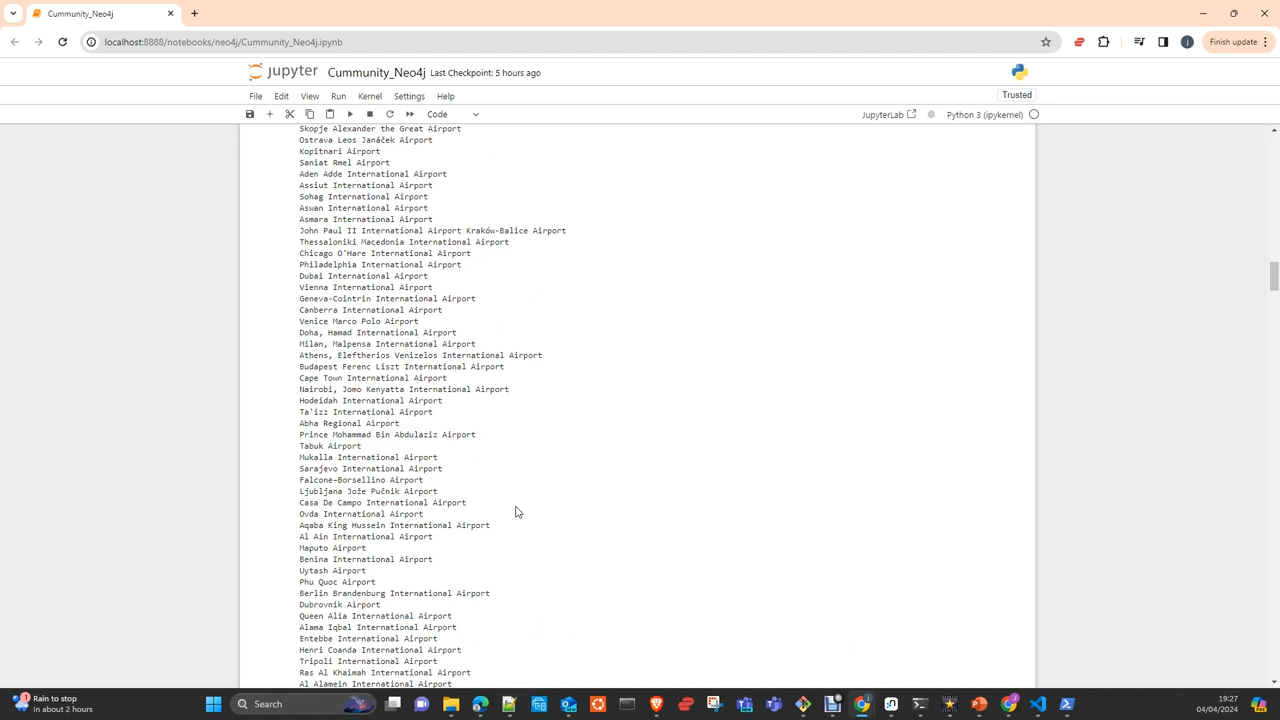 Cummunity_Neo4j
localhost:8888/notebooks/neo4j/Cummunity_Neo4j.ipynb
j
Finish update
jupyter Cummunity_Neo4j Last Checkpoint: 5 hours ago
File Edit View Run Kernel Settings Help
Trusted
Code
JupyterLab
Python 3 (ipykernel)
Skopje Alexander the Great Airport
Ostrava Leos Janáček Airport
Kopitnari Airport
Saniat Rmel Airport
Aden Adde International Airport
Assiut International Airport
Sohag International Airport
Aswan International Airport
Asmara International Airport
John Paul II International Airport Kraków-Balice Airport
Thessaloniki Macedonia International Airport
Chicago O'Hare International Airport
Philadelphia International Airport
Dubai International Airport
Vienna International Airport
Geneva-Cointrin International Airport
Canberra International Airport
Venice Marco Polo Airport
Doha, Hamad International Airport
Milan, Malpensa International Airport
Athens, Eleftherios Venizelos International Airport
Budapest Ferenc Liszt International Airport
Cape Town International Airport
Nairobi, Jomo Kenyatta International Airport
Hodeidah International Airport
Ta'izz International Airport
Abha Regional Airport
Prince Mohammad Bin Abdulaziz Airport
Tabuk Airport
Mukalla International Airport
Sarajevo International Airport
Falcone–Borsellino Airport
Ljubljana Jože Pučnik Airport
Casa De Campo International Airport
Ovda International Airport
Aqaba King Hussein International Airport
Al Ain International Airport
Maputo Airport
Benina International Airport
Uytash Airport
Phu Quoc Airport
Berlin Brandenburg International Airport
Dubrovnik Airport
Queen Alia International Airport
Alama Iqbal International Airport
Entebbe International Airport
Henri Coanda International Airport
Tripoli International Airport
Ras Al Khaimah International Airport
Al Alamein International Airport
1
Rain to stop
In about 2 hours
Search
19:27
04/04/2024